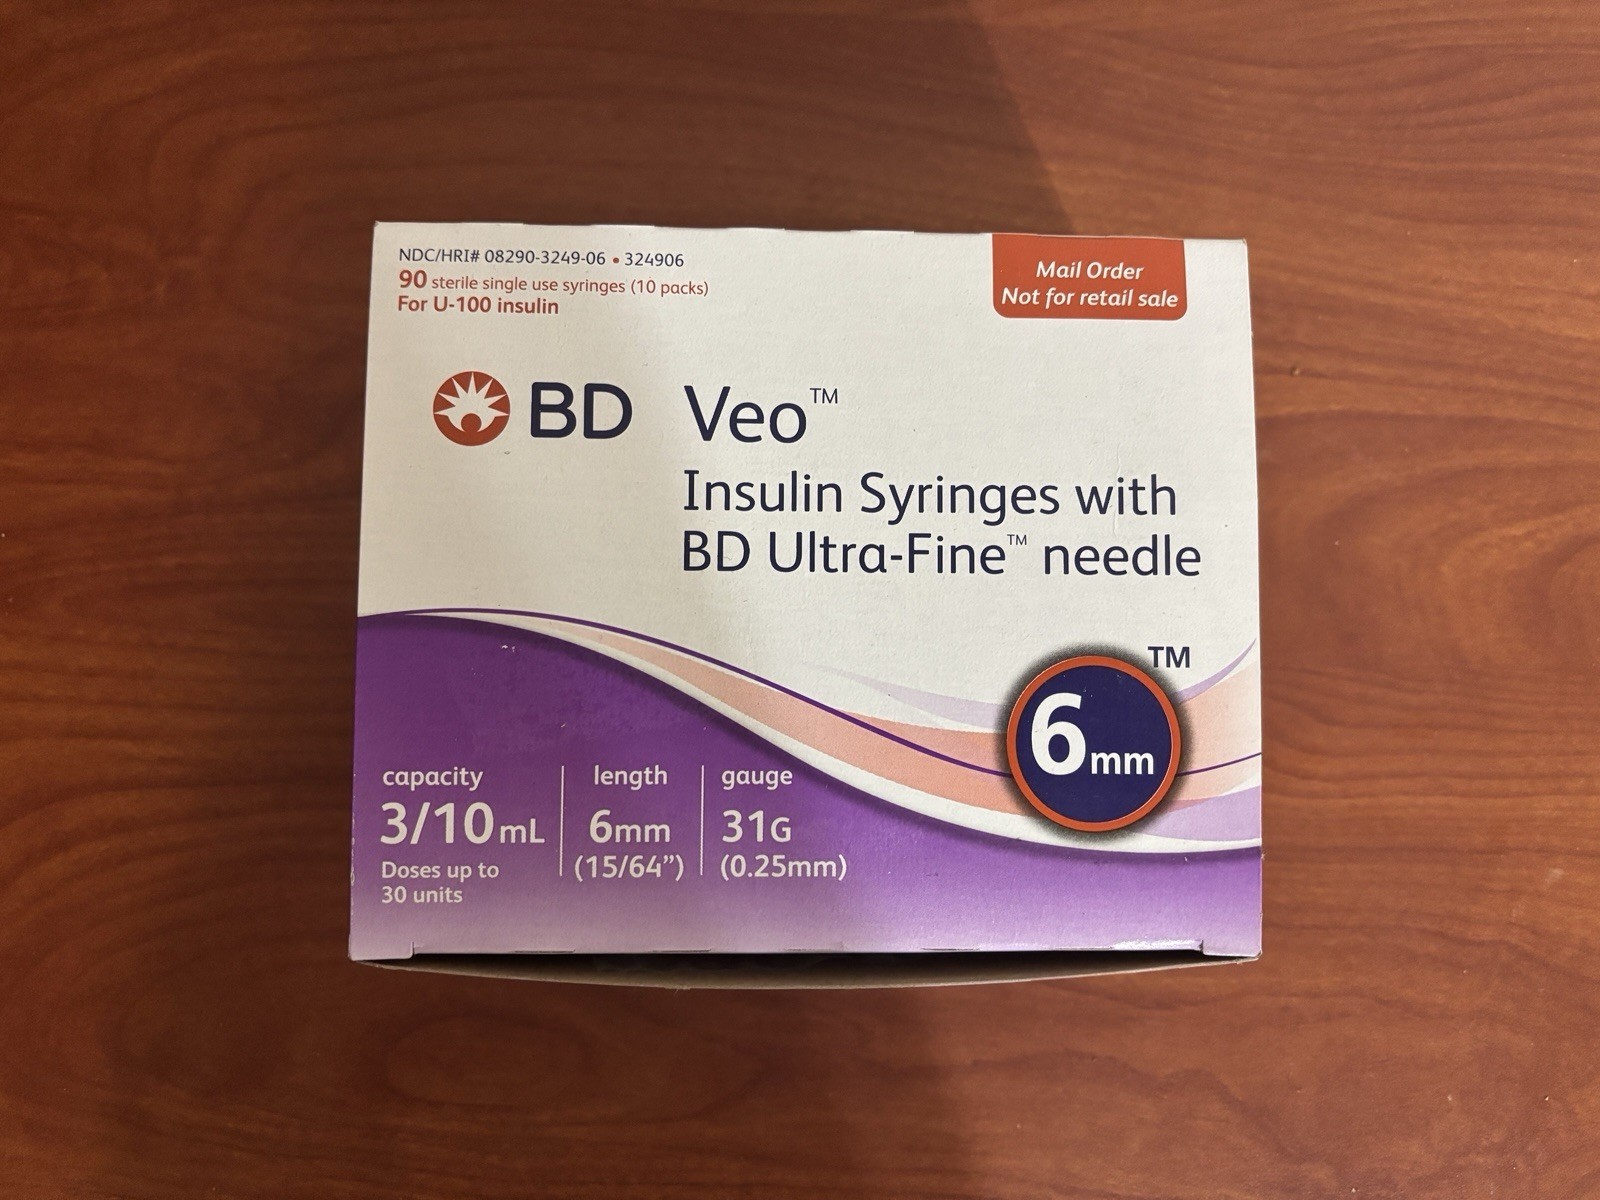 NDC/HRI# 08290-3249-06 • 324906
90 sterile single use syringes (10 packs)
For U-100 insulin
Mail Order
Not for retail sale
BD Veo™
Insulin Syringes with
BD Ultra-Fine™ needle
TM
6mm
capacity
3/10 mL
Doses up to
30 units
length
6mm
(15/64”)
gauge
31G
(0.25mm)